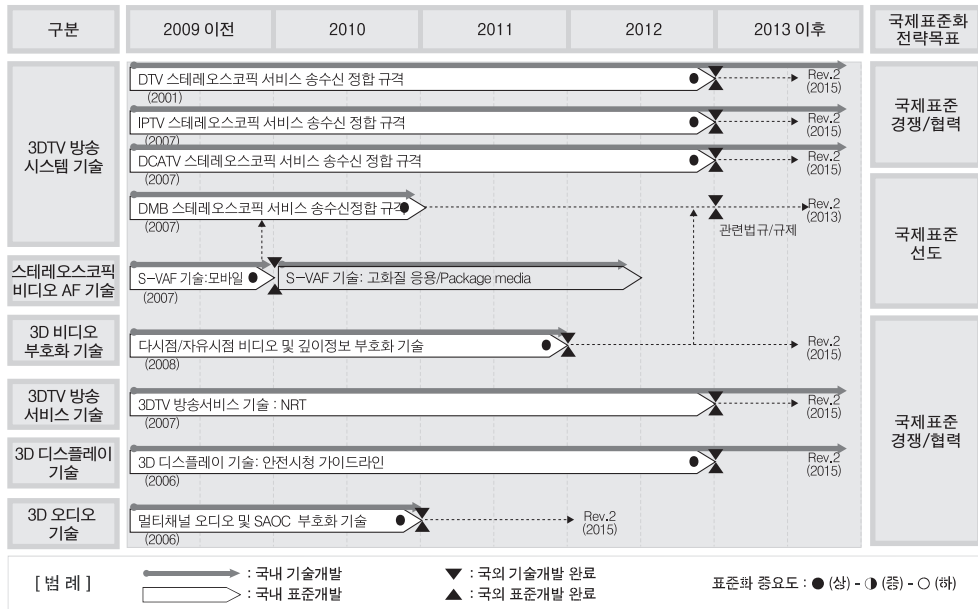 구분
2009 이전
2010
2011
2012
2013 이후
국제표준화
전략목표
3DTV 방송
시스템 기술
DTV 스테레오스코픽 서비스 송수신 정합 규격
(2001)
Rev.2
(2015)
IPTV 스테레오스코픽 서비스 송수신 정합 규격
(2007)
Rev.2
(2015)
DCATV 스테레오스코픽 서비스 송수신 정합 규격
(2007)
Rev.2
(2015)
DMB 스테레오스코픽 서비스 송수신정합 규격
(2007)
Rev.2
(2013)
관련법규/규제
국제표준
경쟁/협력
국제표준
선도
스테레오스코픽
비디오 AF 기술
S-VAF 기술:모바일
(2007)
S-VAF 기술: 고화질 응용/Package media
3D 비디오
부호화 기술
다시점/자유시점 비디오 및 깊이정보 부호화 기술
(2008)
Rev.2
(2015)
3DTV 방송
서비스 기술
3DTV 방송서비스 기술 : NRT
(2007)
Rev.2
(2015)
국제표준
경쟁/협력
3D 디스플레이
기술
3D 디스플레이 기술: 안전시청 가이드라인
(2006)
Rev.2
(2015)
3D 오디오
기술
멀티채널 오디오 및 SAOC 부호화 기술
(2006)
Rev.2
(2015)
[ 범 례 ]
: 국내 기술개발
: 국내 표준개발
▼ : 국외 기술개발 완료
▲ : 국외 표준개발 완료
표준화 중요도 : ● (상) - ◑ (중) - ○ (하)